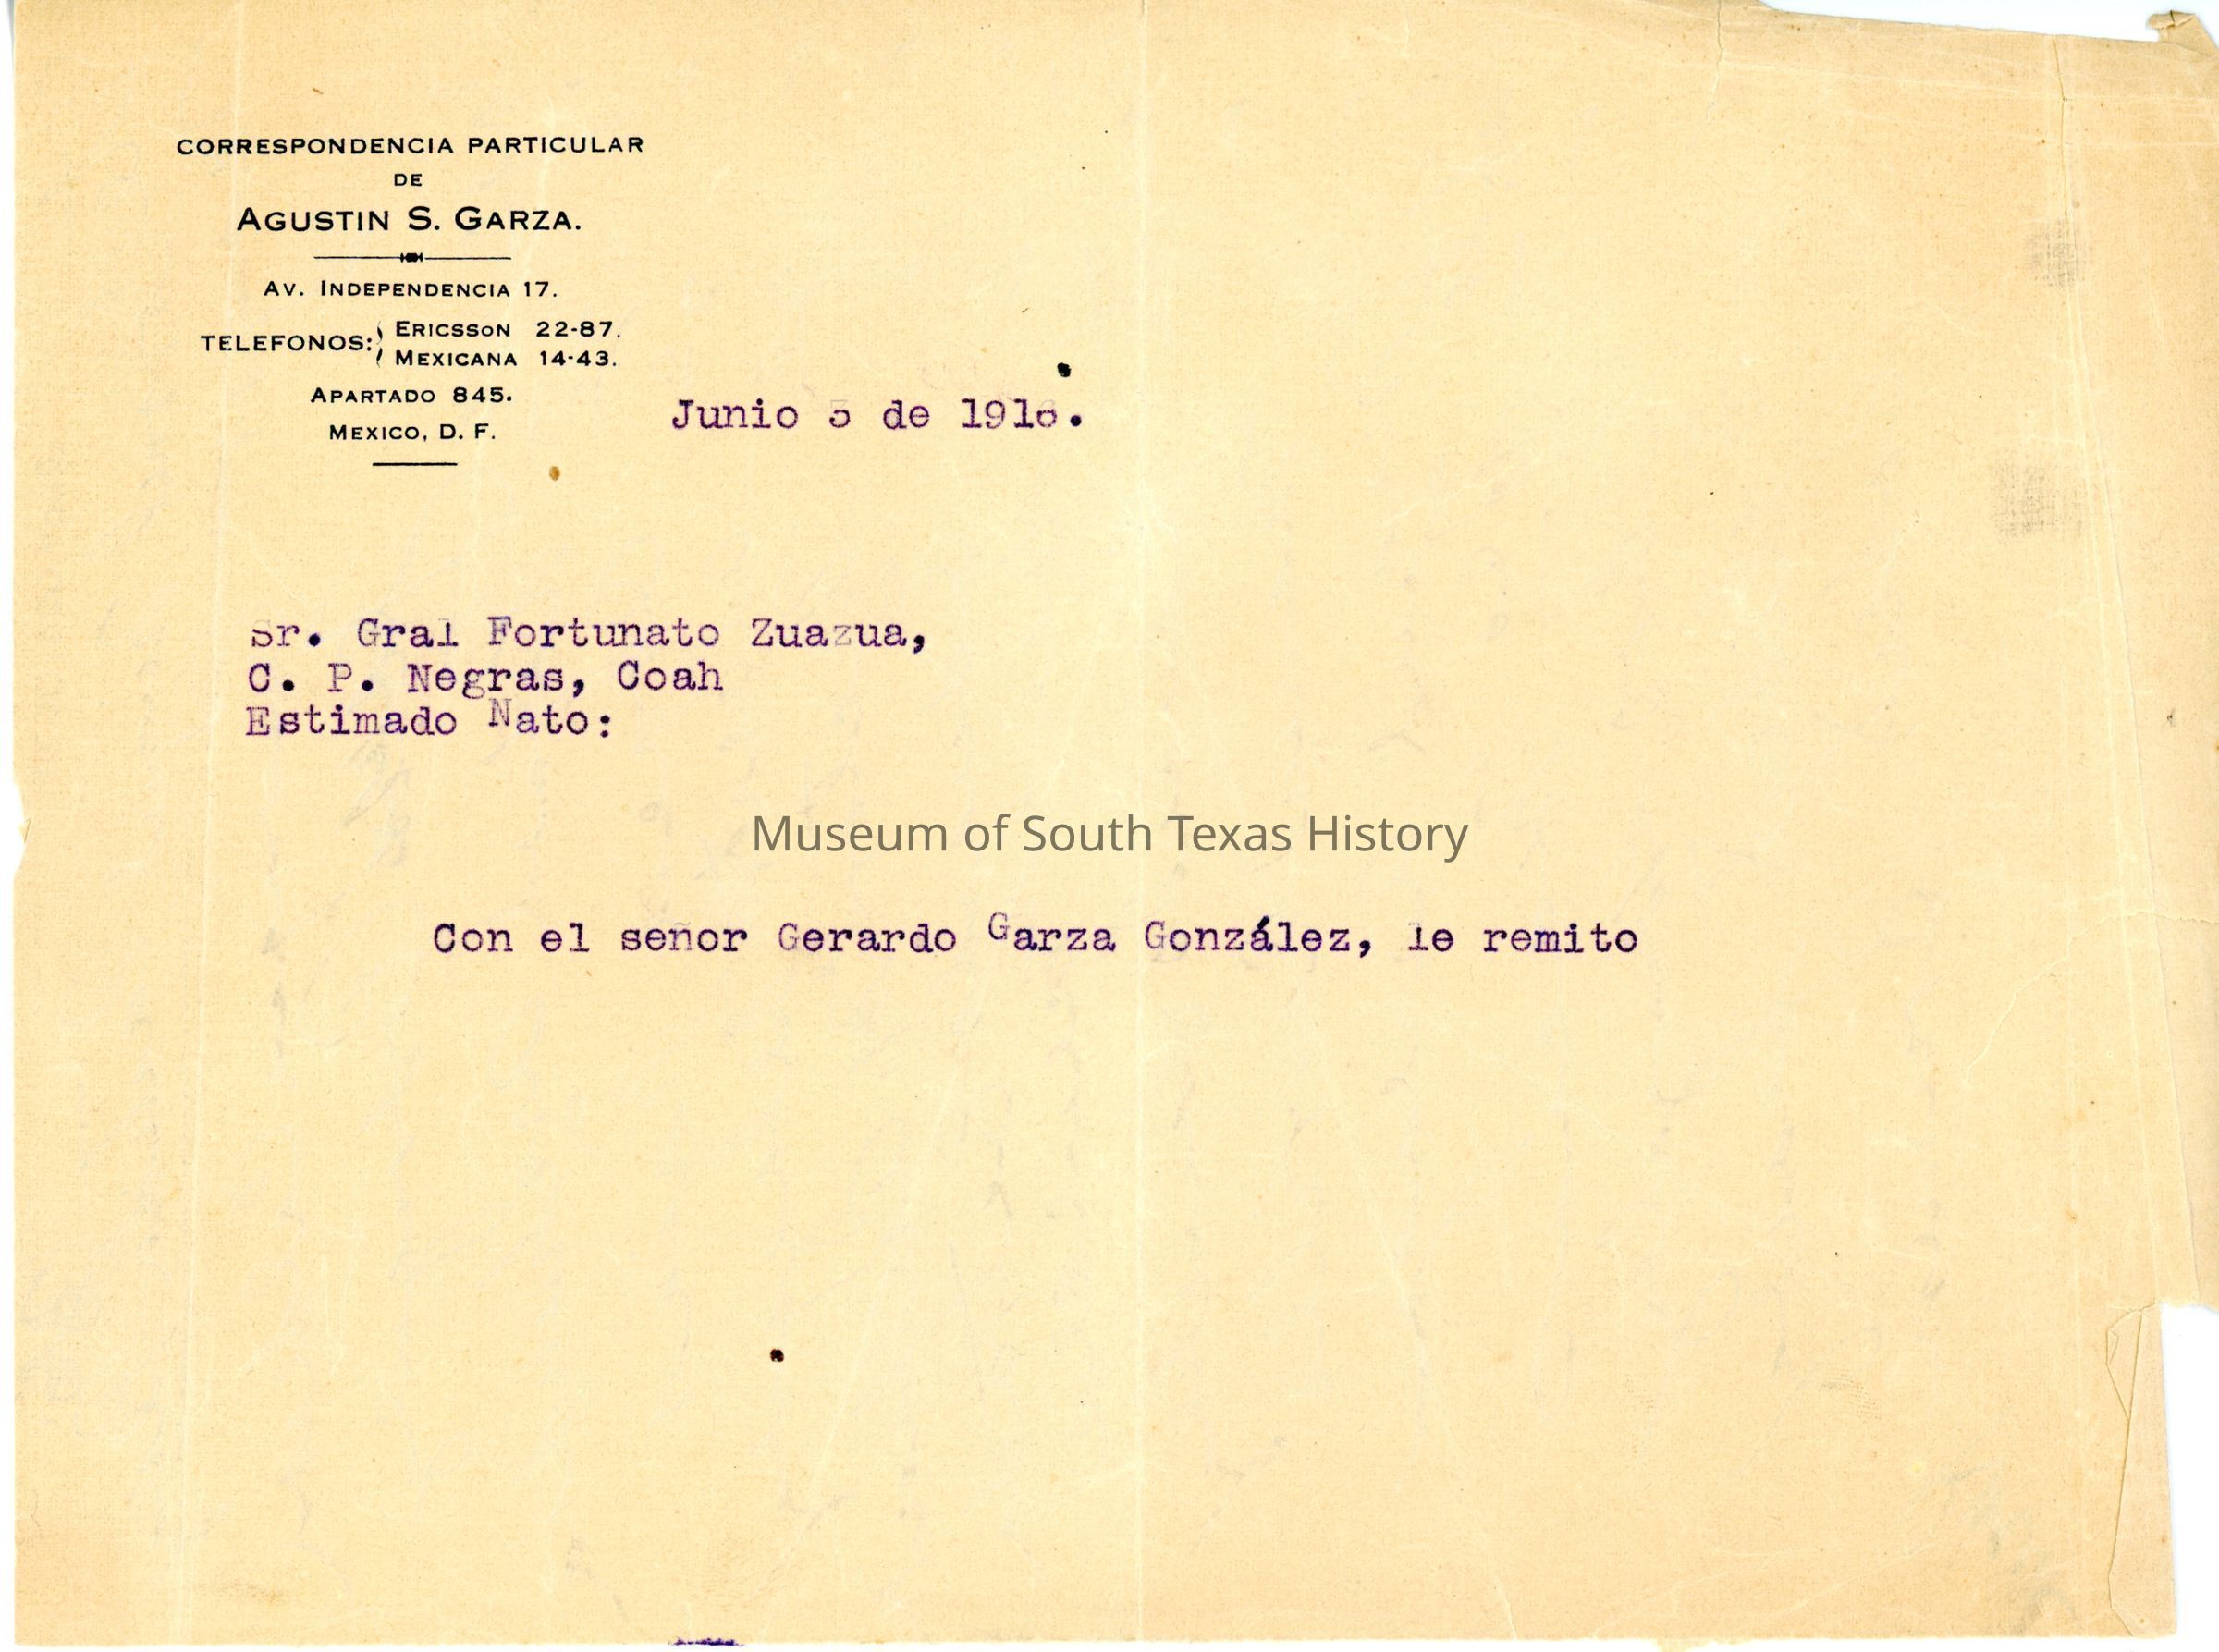 CORRESPONDENCIA PARTICULAR
DE
AGUSTIN S. GARZA.
AV. INDEPENDENCIA 17.
TELEFONOS: ERICSSON 22-87.
MEXICANA 14-43.
APARTADO 845.
MEXICO, D. F.
Junio de 1916.
Sr. Gral Fortunato Zuazua,
C. P. Negras, Coah
Estimado Nato:
Museum of South Texas History
Con el señor Gerardo Garza González, le remito